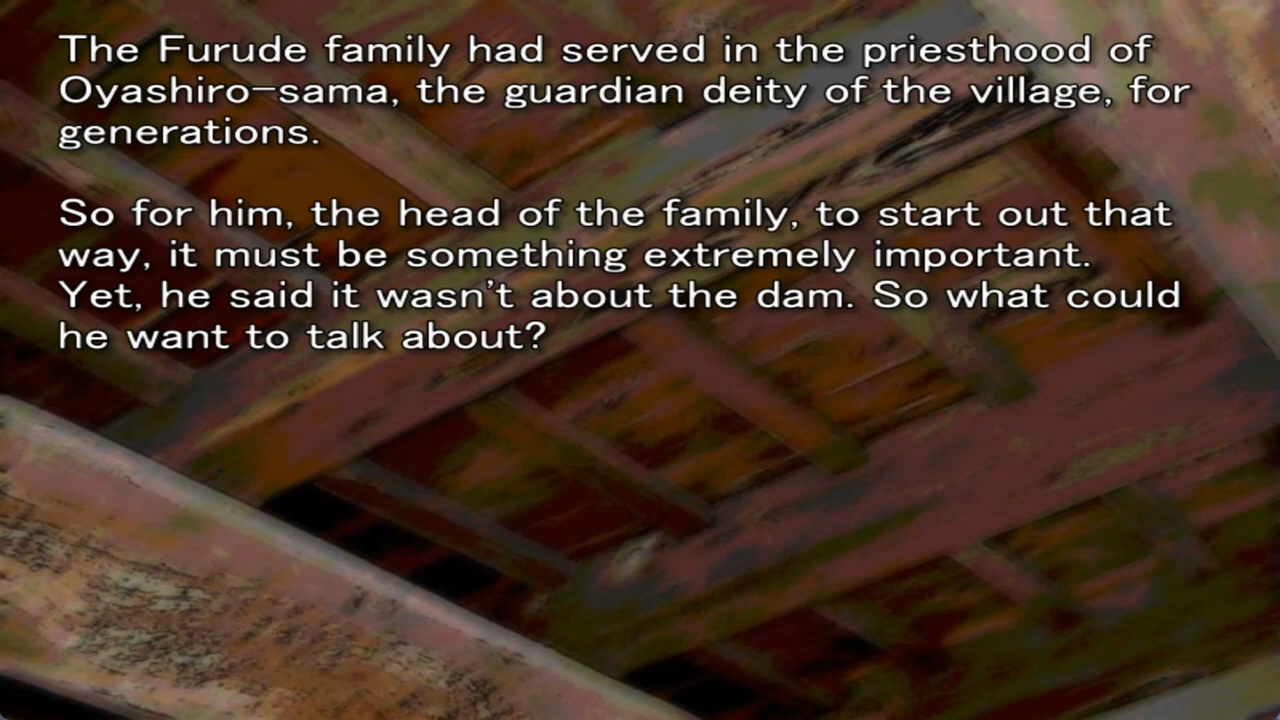 The Furude family had served in the priesthood of
Oyashiro-sama, the guardian deity of the village, for
generations.
So for him, the head of the family, to start out that
way, it must be something extremely important.
Yet, he said it wasn't about the dam. So what could
he want to talk about?